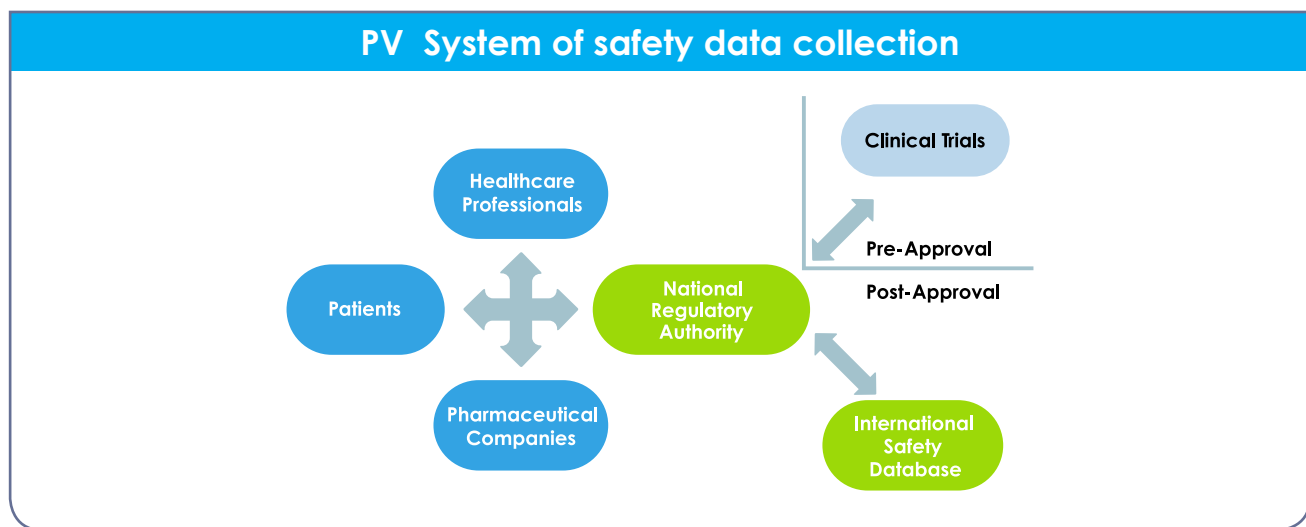 PV System of safety data collection
Clinical Trials
Healthcare
Professionals
Pre-Approval
Post-Approval
Patients
National
Regulatory
Authority
Pharmaceutical
Companies
International
Safety
Database